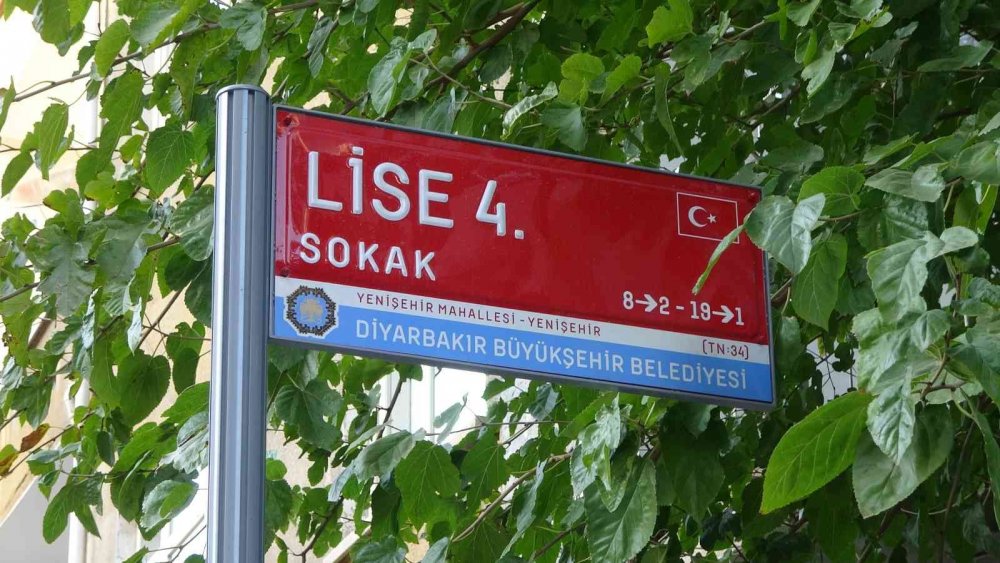 LİSE 4.
SOKAK
8→2 - 19→1
YENİŞEHİR MAHALLESİ - YENİŞEHİR
(TN:34)
DİYARBAKIR BÜYÜKŞEHİR BELEDİYESİ